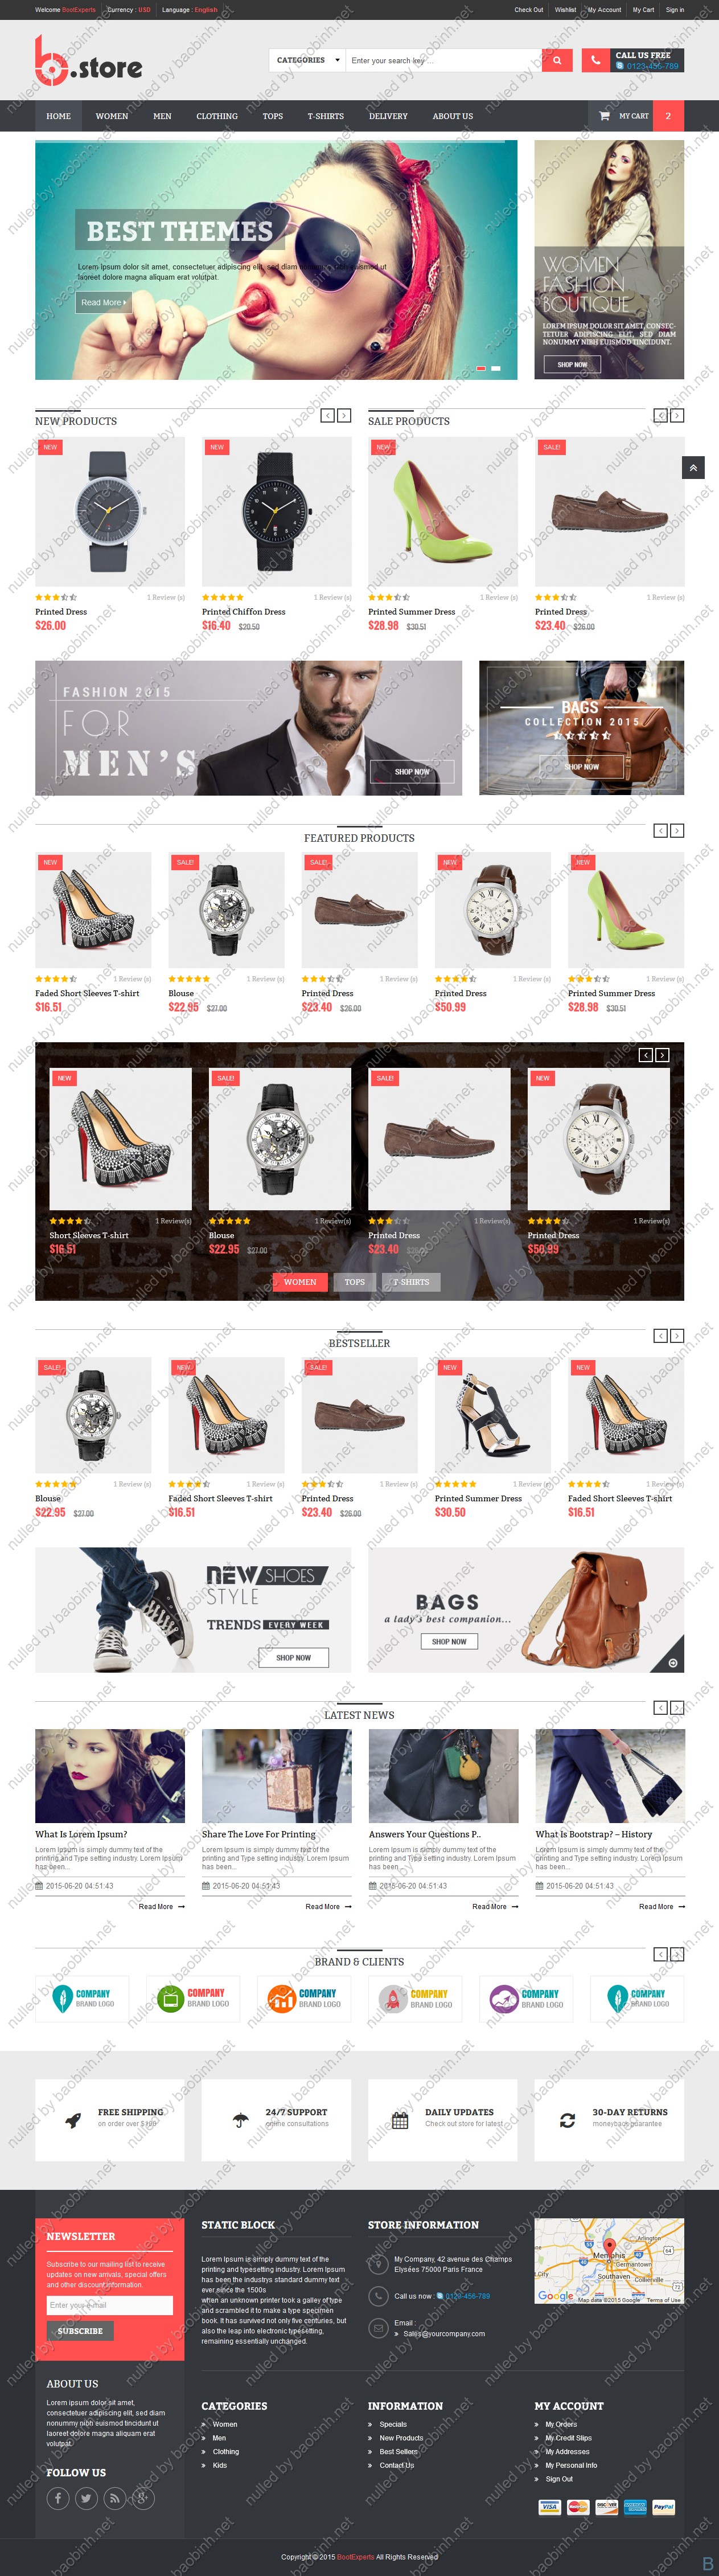 Welcome BootExperts Currency : USD Language : English
Check Out Wishlist My Account My Cart Sign in
b.store
CATEGORIES Enter your search key ...
CALL US FREE
0123-456-789
HOME WOMEN MEN CLOTHING TOPS T-SHIRTS DELIVERY ABOUT US
MY CART 2
BEST THEMES
Lorem Ipsum dolor sit amet, consectetuer adipiscing elit, sed diam
laoreet dolore magna aliquam erat volutpat.
Read More
WOMEN
FASHION
BOUTIQUE
LOREM IPSUM DOLOR SIT AMET, CONSEC-
TETUER ADIPISCING ELIT, SED DIAM
NONUMMY NIBH EUISMOD TINCIDUNT.
SHOP NOW
NEW PRODUCTS
SALE PRODUCTS
NEW NEW NEW SALE!
1 Review (s) 1 Review (s) 1 Review (s) 1 Review (s)
Printed Dress Printed Chiffon Dress Printed Summer Dress Printed Dress
$26.00 $16.40 $20.50 $28.98 $30.51 $23.40 $26.00
FASHION 2015
FOR
MEN'S
SHOP NOW
BAGS
COLLECTION 2015
SHOP NOW
FEATURED PRODUCTS
NEW SALE! SALE! NEW NEW
1 Review (s) 1 Review (s) 1 Review (s) 1 Review (s) 1 Review (s)
Faded Short Sleeves T-shirt Blouse Printed Dress Printed Dress Printed Summer Dress
$16.51 $22.95 $27.00 $23.40 $26.00 $50.99 $28.98 $30.51
NEW SALE! SALE! NEW
1 Review(s) 1 Review(s) 1 Review(s) 1 Review(s)
Short Sleeves T-shirt Blouse Printed Dress Printed Dress
$16.51 $22.95 $27.00 $23.40 $50.99
WOMEN TOPS T-SHIRTS
BESTSELLER
SALE! NEW SALE! NEW NEW
1 Review (s) 1 Review (s) 1 Review (s) 1 Review (s) 1 Review (s)
Blouse Faded Short Sleeves T-shirt Printed Dress Printed Summer Dress Faded Short Sleeves T-shirt
$22.95 $27.00 $16.51 $23.40 $26.00 $30.50 $16.51
NEW SHOES
STYLE
TRENDS EVERY WEEK
SHOP NOW
BAGS
a lady's best companion...
SHOP NOW
LATEST NEWS
What Is Lorem Ipsum?
Lorem Ipsum is simply dummy text of the
printing and Type setting industry. Lorem Ipsum
has been...
2015-06-20 04:51:43
Read More
Share The Love For Printing
Lorem Ipsum is simply dummy text of the
printing and Type setting industry. Lorem Ipsum
has been...
2015-06-20 04:51:43
Read More
Answers Your Questions P..
Lorem Ipsum is simply dummy text of the
printing and Type setting industry. Lorem Ipsum
has been...
2015-06-20 04:51:43
Read More
What Is Bootstrap? – History
Lorem Ipsum is simply dummy text of the
printing and Type setting industry. Lorem Ipsum
has been...
2015-06-20 04:51:43
Read More
BRAND & CLIENTS
COMPANY COMPANY COMPANY COMPANY COMPANY COMPANY
BRAND LOGO BRAND LOGO BRAND LOGO BRAND LOGO BRAND LOGO BRAND LOGO
FREE SHIPPING
on order over $199
24/7 SUPPORT
online consultations
DAILY UPDATES
Check out store for latest
30-DAY RETURNS
moneyback guarantee
NEWSLETTER
Subscribe to our mailing list to receive
updates on new arrivals, special offers
and other discount information.
Enter your e-mail
SUBSCRIBE
ABOUT US
Lorem ipsum dolor sit amet,
consectetuer adipiscing elit, sed diam
nonummy nibh euismod tincidunt ut
laoreet dolore magna aliquam erat
volutpat.
FOLLOW US
STATIC BLOCK
Lorem Ipsum is simply dummy text of the
printing and typesetting industry. Lorem Ipsum
has been the industrys standard dummy text
ever since the 1500s
when an unknown printer took a galley of type
and scrambled it to make a type specimen
book. It has survived not only five centuries, but
also the leap into electronic typesetting,
remaining essentially unchanged.
STORE INFORMATION
My Company, 42 avenue des Champs
Elysées 75000 Paris France
Call us now : 0123-456-789
Email :
Sales@yourcompany.com
Memphis
Arlington
Germantown
Southaven
Collierville
Google Map data ©2015 Google Terms of Use
CATEGORIES
Women
Men
Clothing
Kids
INFORMATION
Specials
New Products
Best Sellers
Contact Us
MY ACCOUNT
My Orders
My Credit Slips
My Addresses
My Personal Info
Sign Out
VISA MasterCard DISCOVER AMERICAN EXPRESS PayPal
Copyright © 2015 BootExperts All Rights Reserved
B
nulled by baobinh.net